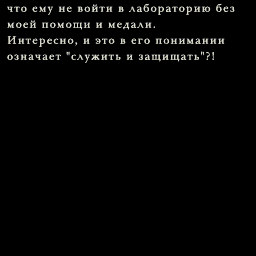 что ему не войти в лабораторию без
моей помощи и медали.
Интересно, и это в его понимании
означает "служить и защищать"?!